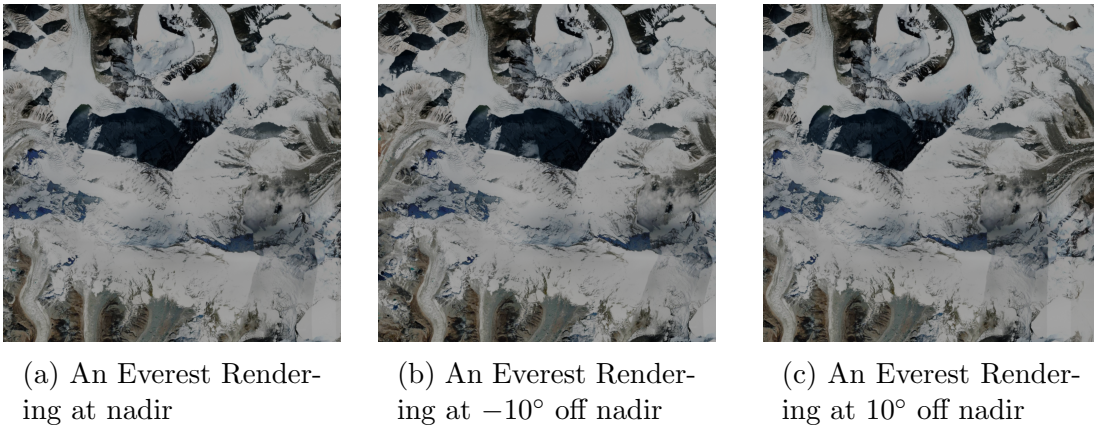 (a) An Everest Render-
ing at nadir
(b) An Everest Render-
ing at −10° off nadir
(c) An Everest Render-
ing at 10° off nadir